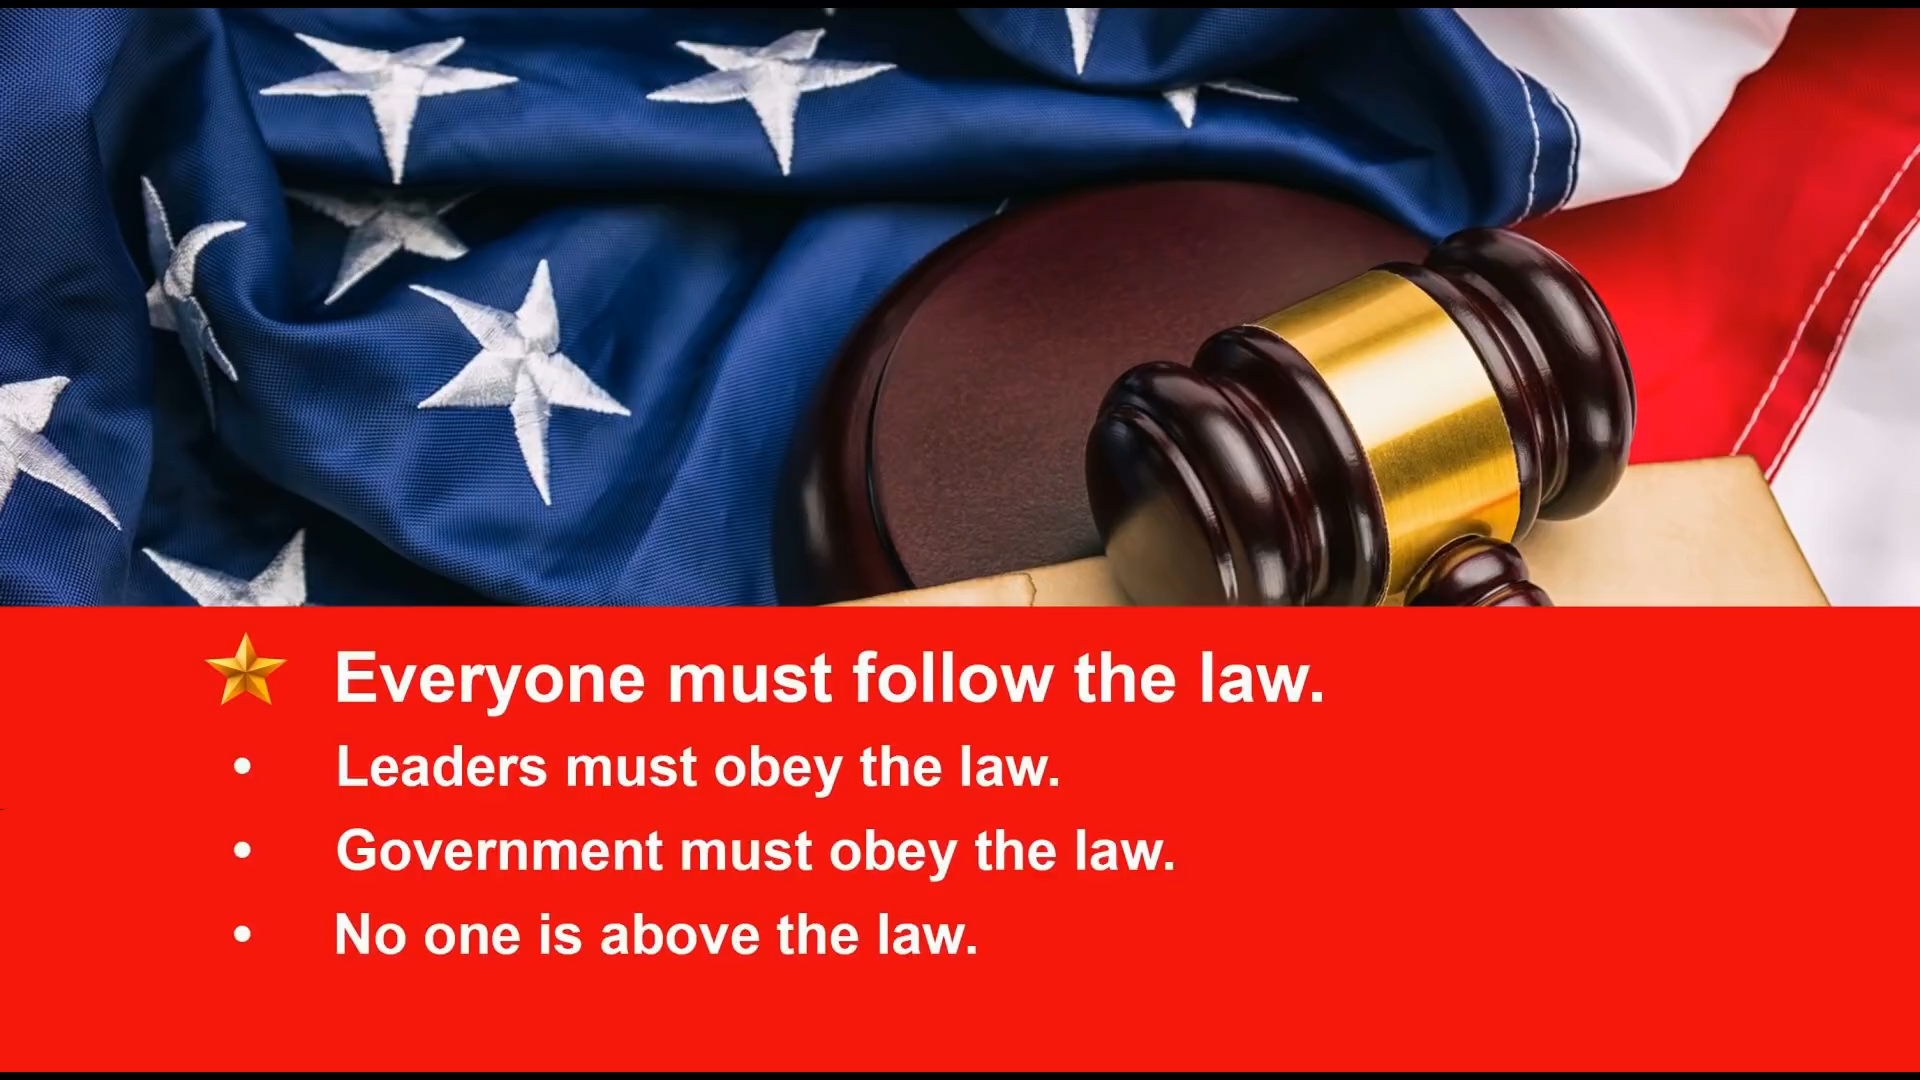 Everyone must follow the law.
• Leaders must obey the law.
• Government must obey the law.
• No one is above the law.